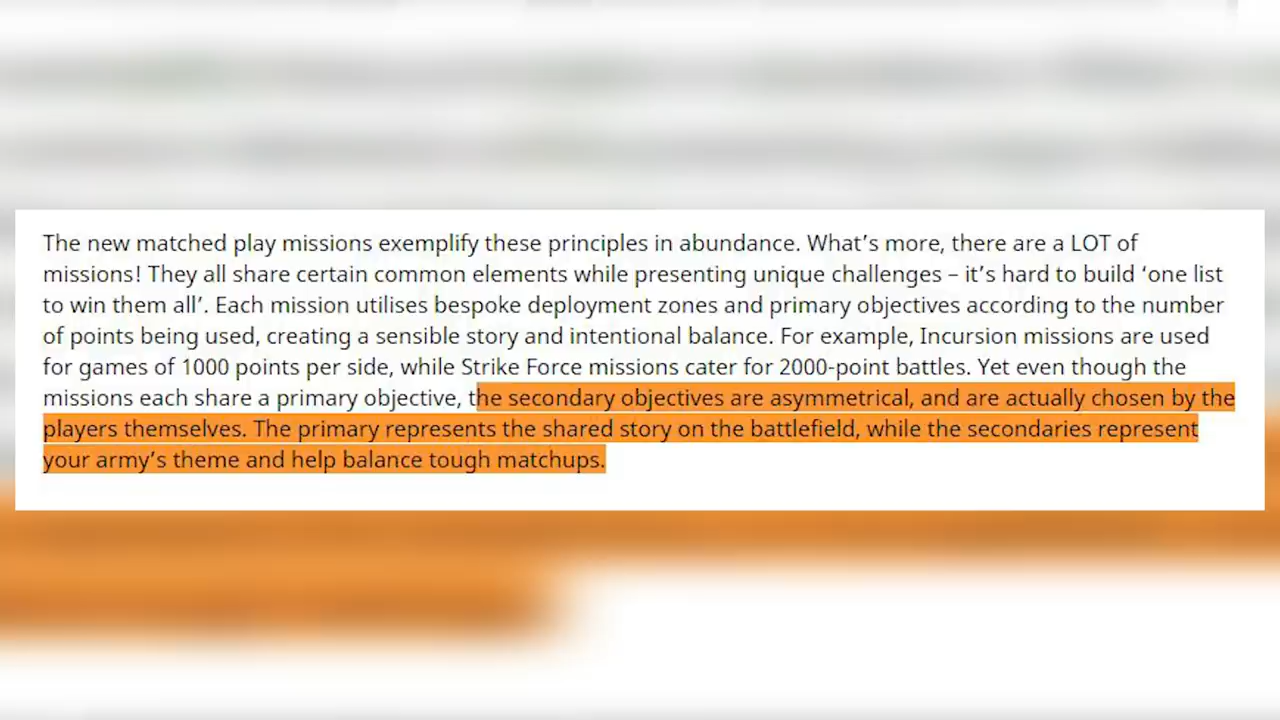 The new matched play missions exemplify these principles in abundance. What’s more, there are a LOT of
missions! They all share certain common elements while presenting unique challenges – it’s hard to build ‘one list
to win them all’. Each mission utilises bespoke deployment zones and primary objectives according to the number
of points being used, creating a sensible story and intentional balance. For example, Incursion missions are used
for games of 1000 points per side, while Strike Force missions cater for 2000-point battles. Yet even though the
missions each share a primary objective, the secondary objectives are asymmetrical, and are actually chosen by the
players themselves. The primary represents the shared story on the battlefield, while the secondaries represent
your army’s theme and help balance tough matchups.